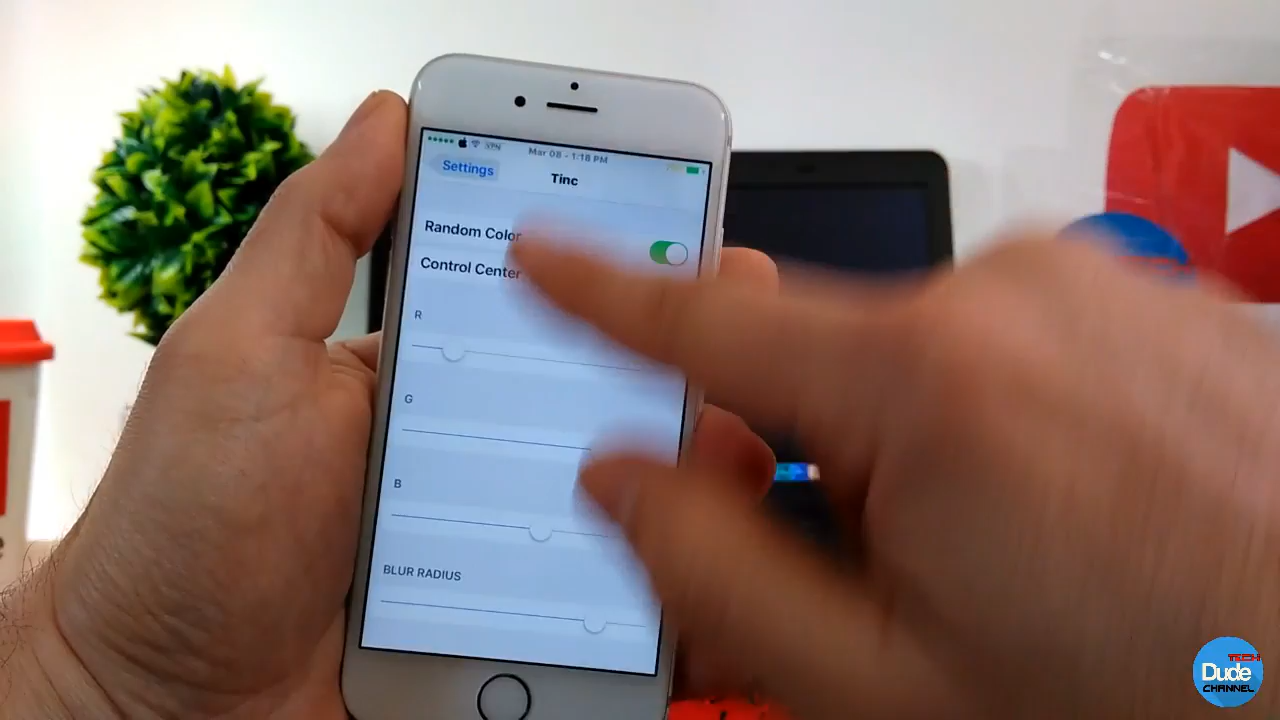 VPN
Mar 08 - 1:18 PM
Settings
Tinc
Random Color
Control Center
R
G
B
BLUR RADIUS
TECH
Dude
CHANNEL